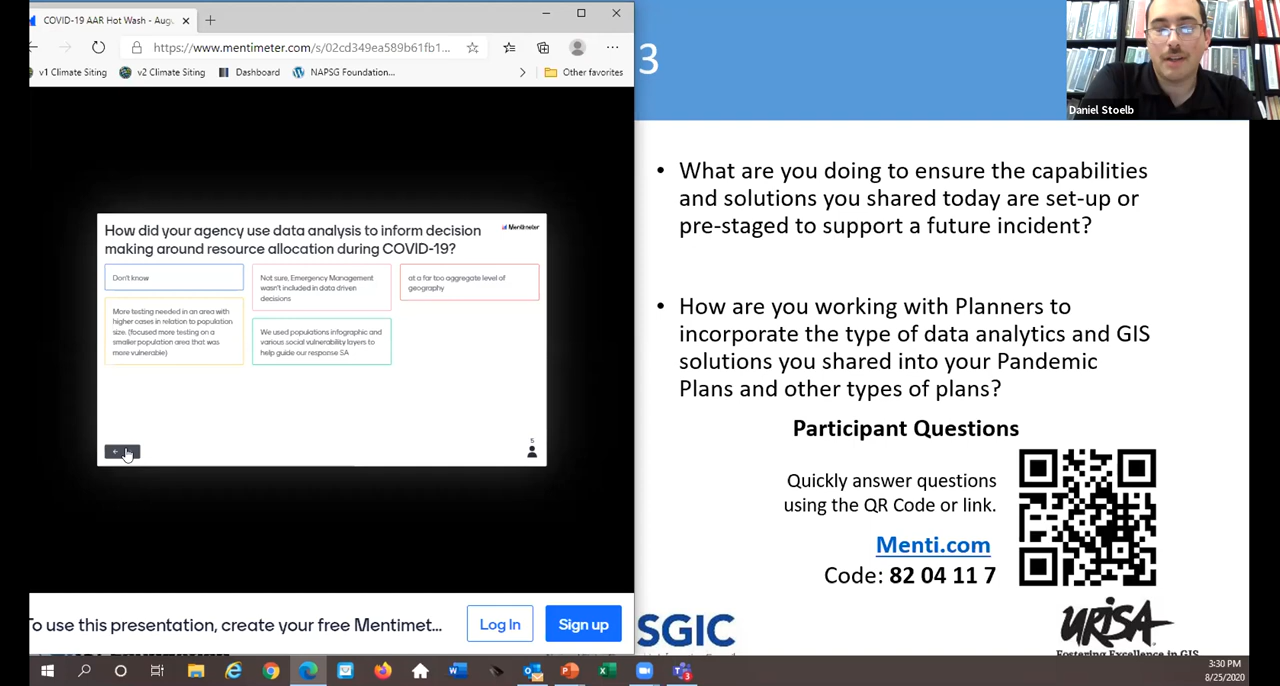 COVID-19 AAR Hot Wash - Aug
https://www.mentimeter.com/s/02cd349ea589b61fb1...
v1 Climate Siting
v2 Climate Siting
Dashboard
NAPSG Foundation...
Other favorites
3
Daniel Stoelb
How did your agency use data analysis to inform decision
making around resource allocation during COVID-19?
Mentimeter
Don't know
Not sure, Emergency Management
wasn't included in data driven
decisions
at a far too aggregate level of
geography
More testing needed in an area with
higher cases in relation to population
size. (focused more testing on a
smaller population area that was
more vulnerable)
We used populations infographic and
various social vulnerability layers to
help guide our response SA
5
To use this presentation, create your free Mentimet...
Log In
Sign up
• What are you doing to ensure the capabilities
and solutions you shared today are set-up or
pre-staged to support a future incident?
• How are you working with Planners to
incorporate the type of data analytics and GIS
solutions you shared into your Pandemic
Plans and other types of plans?
Participant Questions
Quickly answer questions
using the QR Code or link.
Menti.com
Code: 82 04 11 7
SGIC
URISA
Fostering Excellence in GIS
3:30 PM
8/25/2020